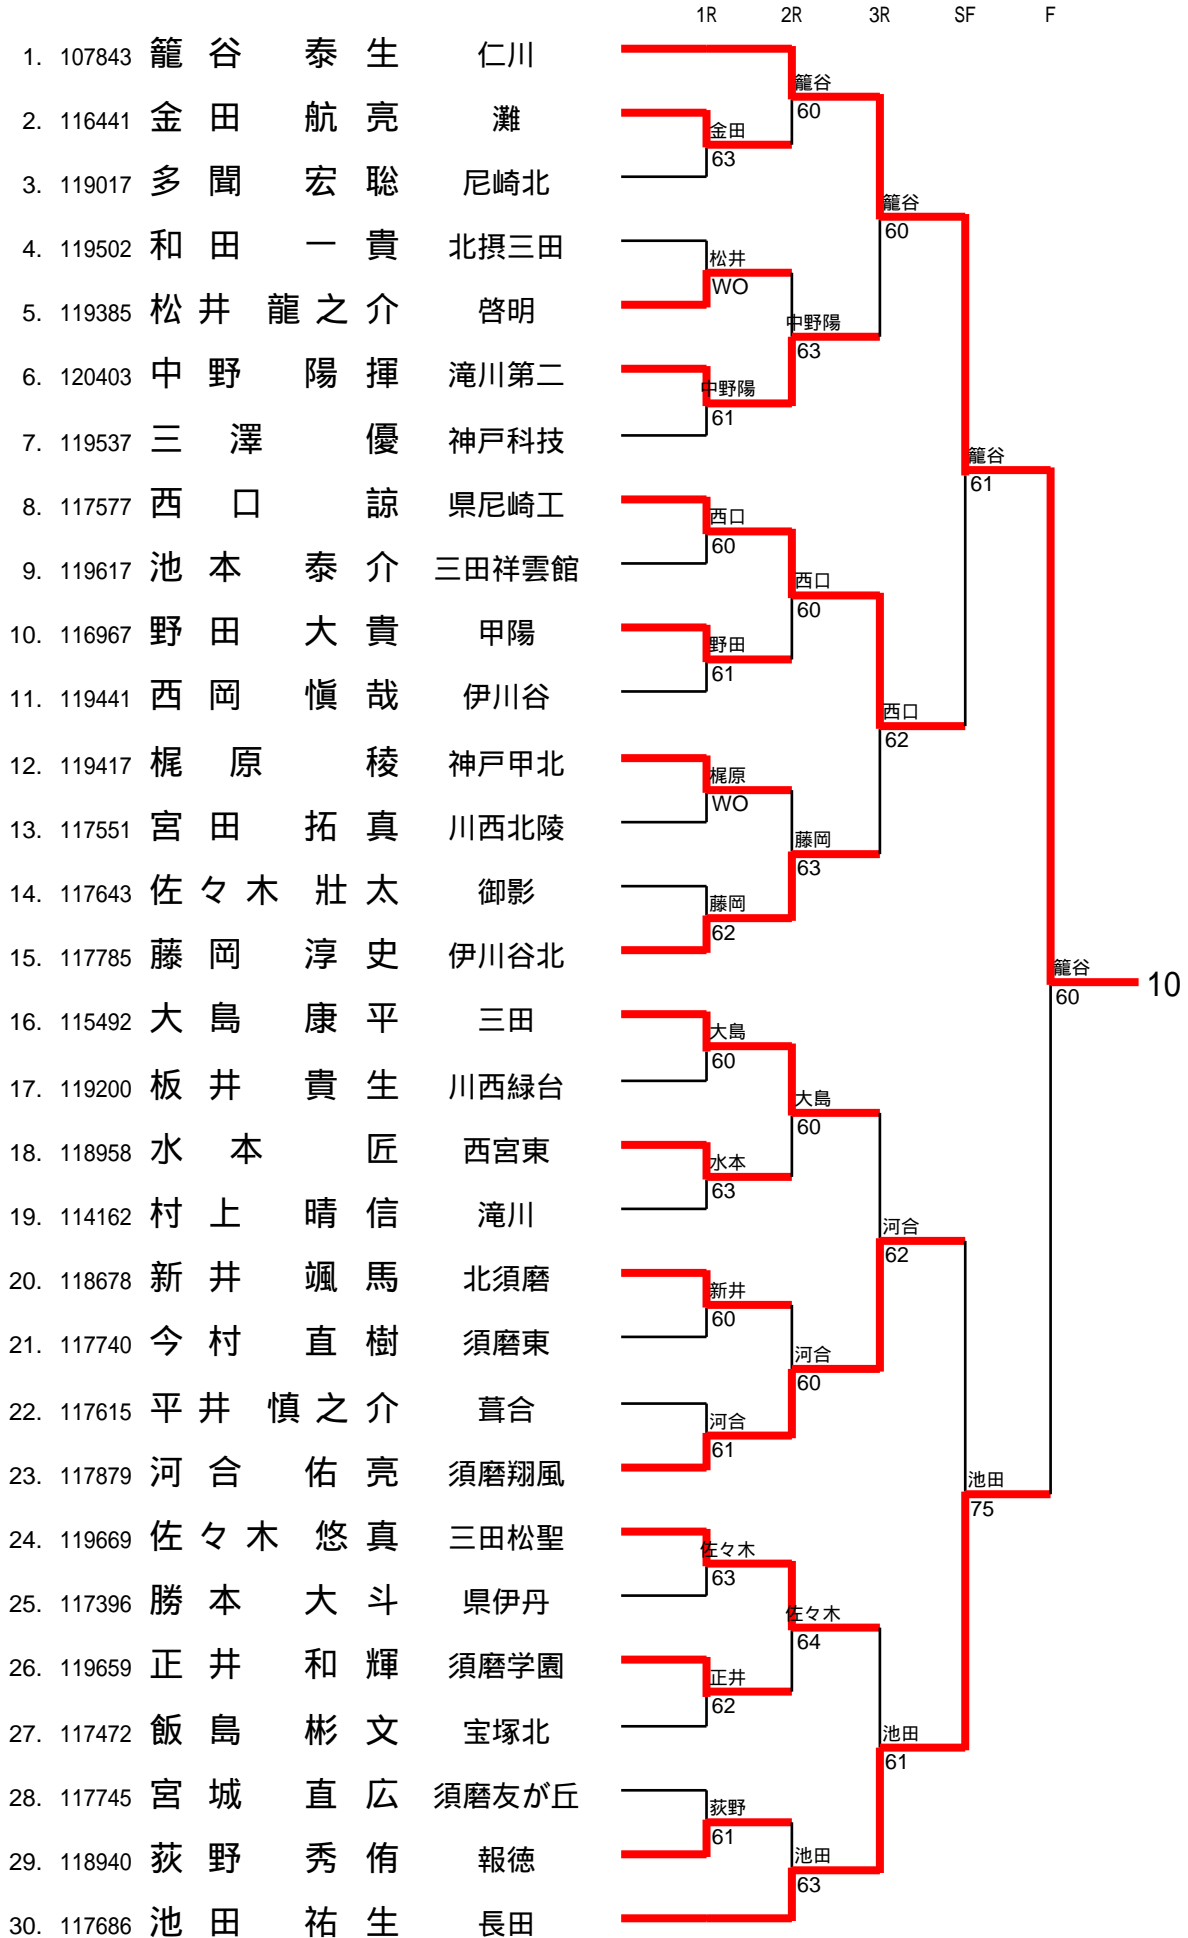 1R 2R 3R SF F
1. 107843 籠谷 泰生 仁川
籠谷
60
2. 116441 金田 航亮 灘
金田
63
3. 119017 多聞 宏聡 尼崎北
籠谷
60
4. 119502 和田 一貴 北摂三田
松井
WO
5. 119385 松井 龍之介 啓明
中野陽
63
6. 120403 中野 陽揮 滝川第二
中野陽
61
7. 119537 三澤 優 神戸科技
籠谷
61
8. 117577 西口 諒 県尼崎工
西口
60
9. 119617 池本 泰介 三田祥雲館
西口
60
10. 116967 野田 大貴 甲陽
野田
61
11. 119441 西岡 愼哉 伊川谷
西口
62
12. 119417 梶原 稜 神戸甲北
梶原
WO
13. 117551 宮田 拓真 川西北陵
藤岡
63
14. 117643 佐々木 壯太 御影
藤岡
62
15. 117785 藤岡 淳史 伊川谷北
籠谷
60
10
16. 115492 大島 康平 三田
大島
60
17. 119200 板井 貴生 川西緑台
大島
60
18. 118958 水本 匠 西宮東
水本
63
19. 114162 村上 晴信 滝川
河合
62
20. 118678 新井 颯馬 北須磨
新井
60
21. 117740 今村 直樹 須磨東
河合
60
22. 117615 平井 慎之介 葺合
河合
61
23. 117879 河合 佑亮 須磨翔風
池田
75
24. 119669 佐々木 悠真 三田松聖
佐々木
63
25. 117396 勝本 大斗 県伊丹
佐々木
64
26. 119659 正井 和輝 須磨学園
正井
62
27. 117472 飯島 彬文 宝塚北
池田
61
28. 117745 宮城 直広 須磨友が丘
荻野
61
29. 118940 荻野 秀侑 報徳
池田
63
30. 117686 池田 祐生 長田